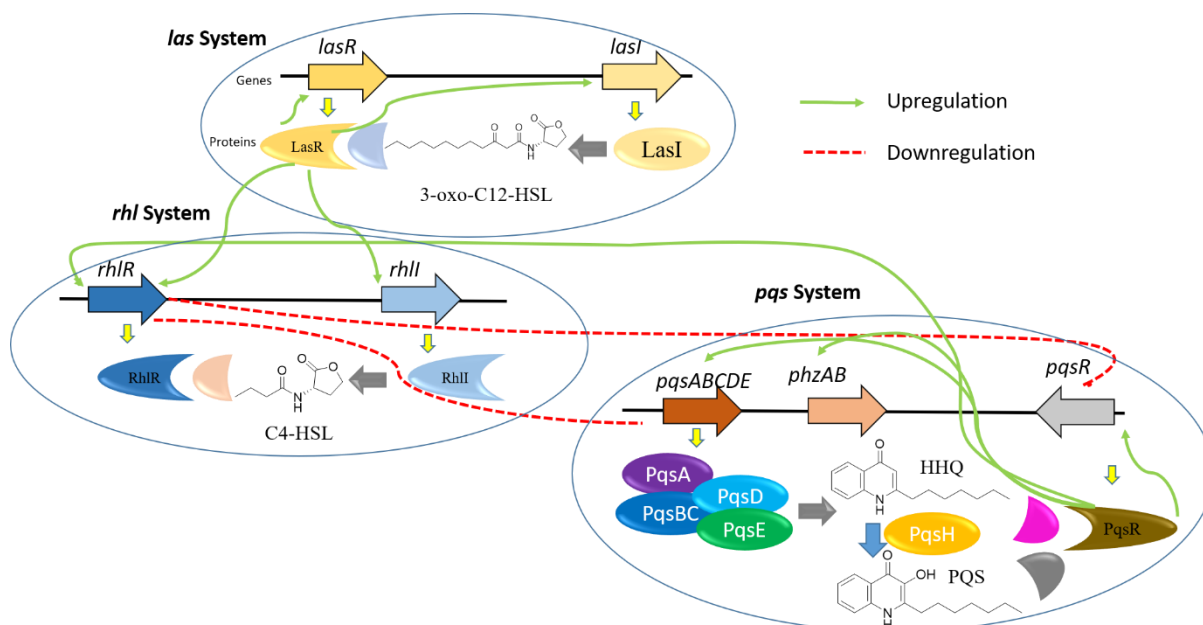 las System
lasR
lasI
Genes
Upregulation
Proteins
LasR
O
O
O
O
N
H
LasI
Downregulation
3-oxo-C12-HSL
rhl System
rhlR
rhlI
pqs System
RhlR
O
O
O
N
H
RhlI
C4-HSL
pqsABCDE
phzAB
pqsR
PqsA
PqsD
PqsBC
PqsE
O
HHQ
N
H
PqsH
PqsR
O
OH
PQS
N
H